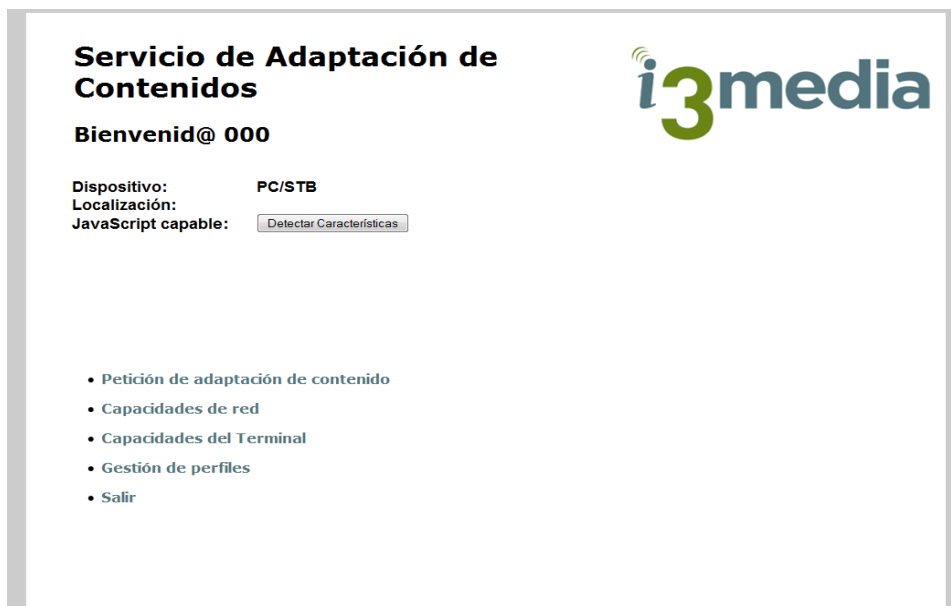 Servicio de Adaptación de
Contenidos
i3media
Bienvenid@ 000
Dispositivo: PC/STB
Localización:
JavaScript capable: Detectar Características
• Petición de adaptación de contenido
• Capacidades de red
• Capacidades del Terminal
• Gestión de perfiles
• Salir